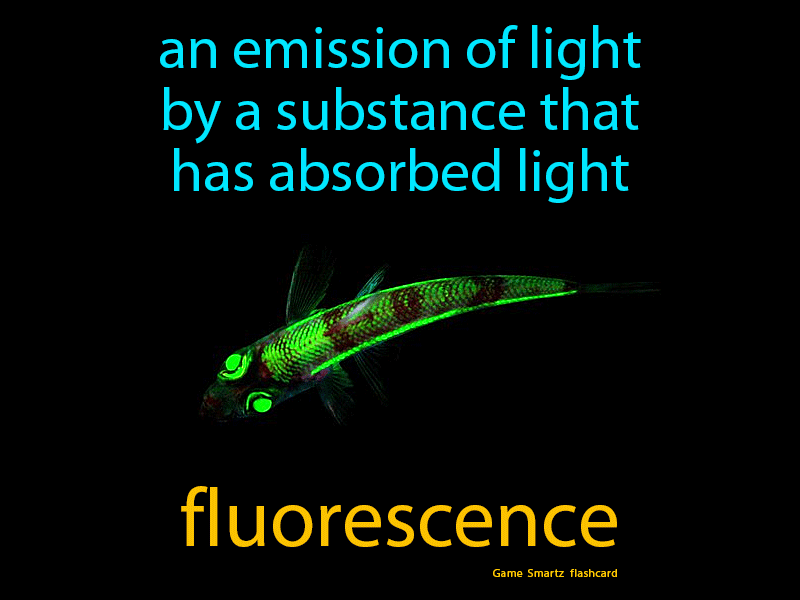 an emission of light
by a substance that
has absorbed light
fluorescence
Game Smartz flashcard